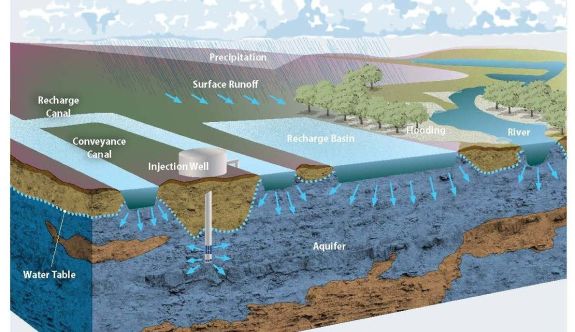 Precipitation
Surface Runoff
Recharge
Canal
Conveyance
Canal
Injection Well
Recharge Basin
Flooding
River
Aquifer
Water Table